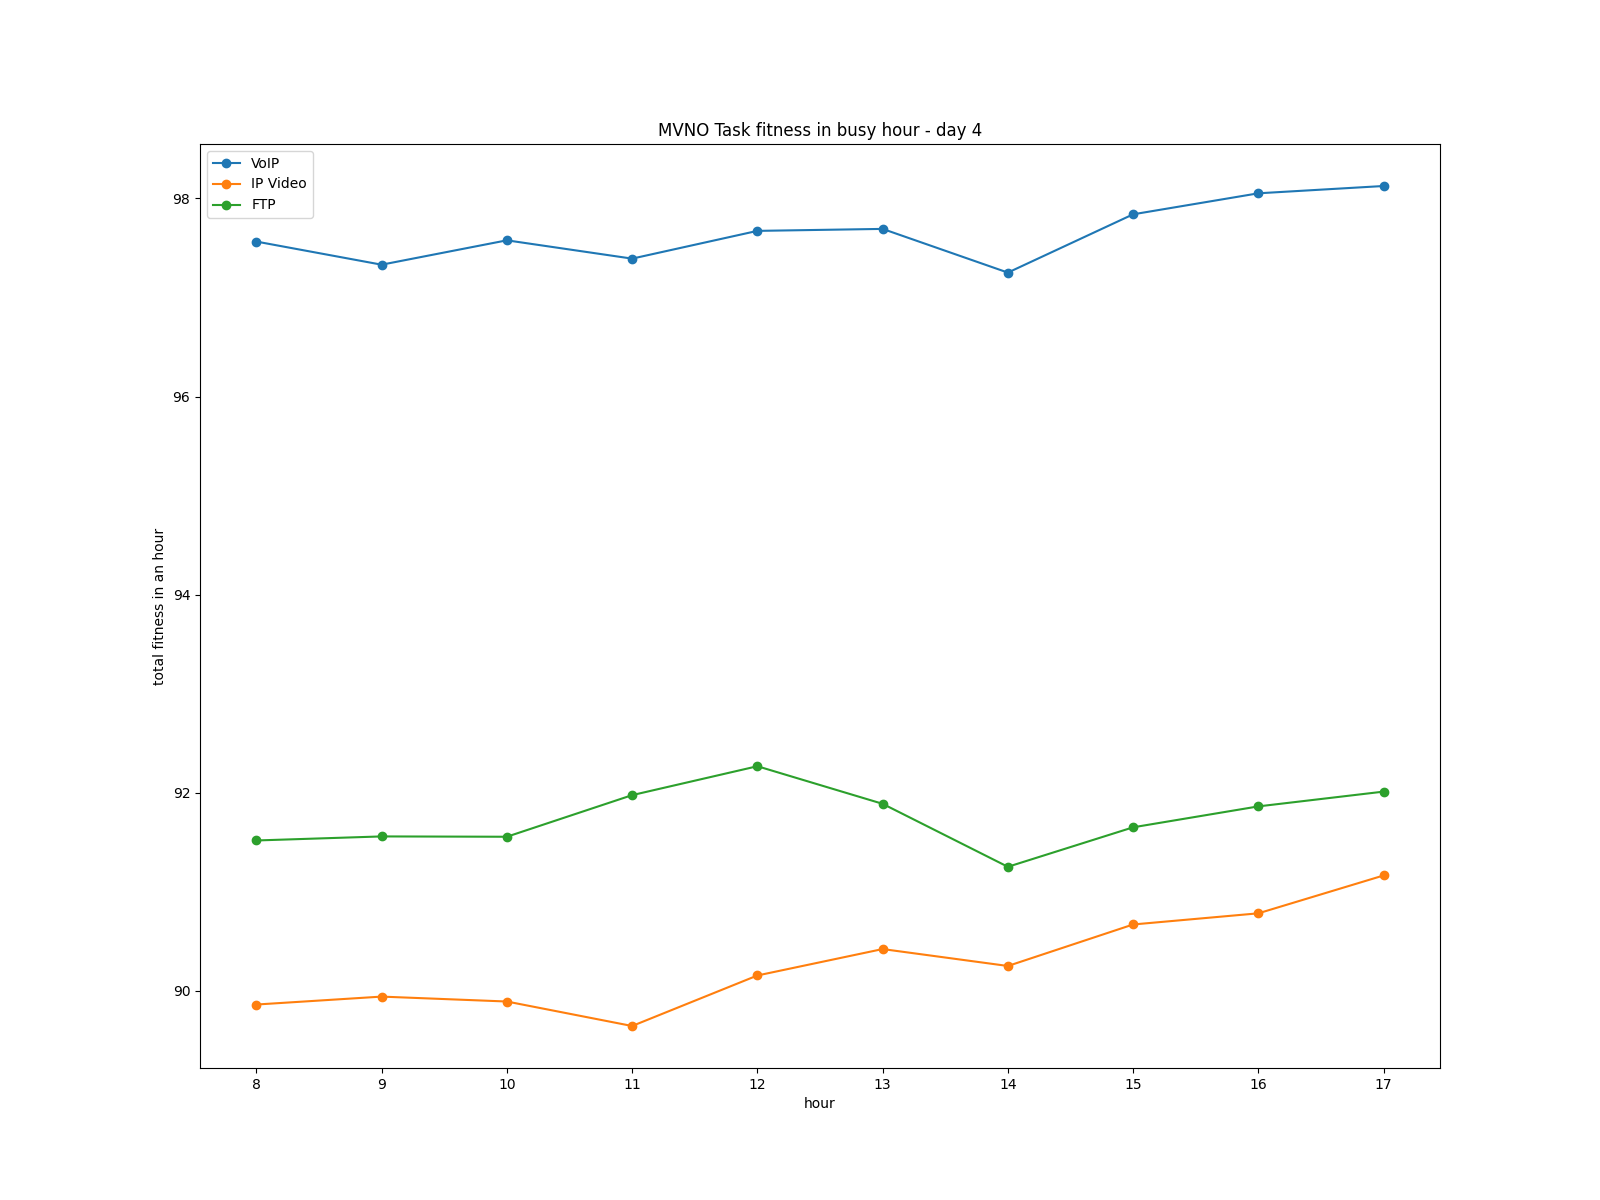 MVNO Task fitness in busy hour - day 4
VoIP
IP Video
FTP
98
96
94
92
90
total fitness in an hour
8 9 10 11 12 13 14 15 16 17
hour